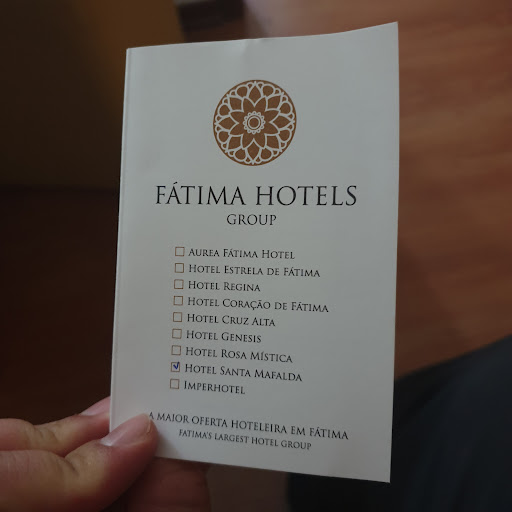 FÁTIMA HOTELS
GROUP
AUREA FÁTIMA HOTEL
HOTEL ESTRELA DE FÁTIMA
HOTEL REGINA
HOTEL CORAÇÃO DE FÁTIMA
HOTEL CRUZ ALTA
HOTEL GENESIS
HOTEL ROSA MÍSTICA
HOTEL SANTA MAFALDA
IMPERHOTEL
A MAIOR OFERTA HOTELEIRA EM FÁTIMA
FATIMA'S LARGEST HOTEL GROUP